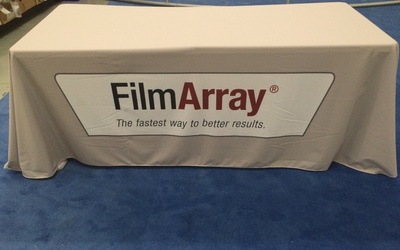 FilmArray®
The fastest way to better results.